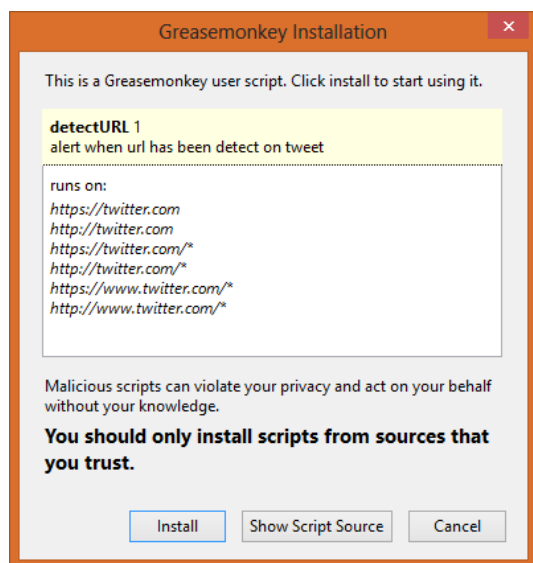 Greasemonkey Installation
This is a Greasemonkey user script. Click install to start using it.
detectURL 1
alert when url has been detect on tweet
runs on:
https://twitter.com
http://twitter.com
https://twitter.com/*
http://twitter.com/*
https://www.twitter.com/*
http://www.twitter.com/*
Malicious scripts can violate your privacy and act on your behalf
without your knowledge.
You should only install scripts from sources that
you trust.
Install Show Script Source Cancel